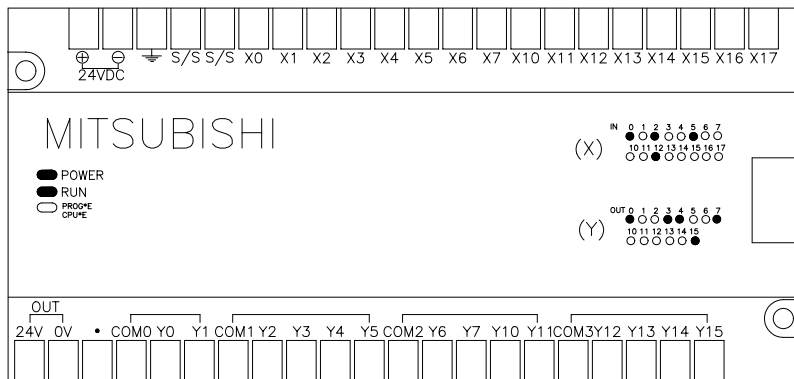 S/S S/S X0 X1 X2 X3 X4 X5 X6 X7 X10 X11 X12 X13 X14 X15 X16 X17
24VDC
MITSUBISHI
POWER
RUN
PROG*E
CPU*E
(X)
IN 0 1 2 3 4 5 6 7
10 11 12 13 14 15 16 17
(Y)
OUT 0 1 2 3 4 5 6 7
10 11 12 13 14 15
OUT
24V 0V • COM0 Y0 Y1 COM1 Y2 Y3 Y4 Y5 COM2 Y6 Y7 Y10 Y11 COM3 Y12 Y13 Y14 Y15